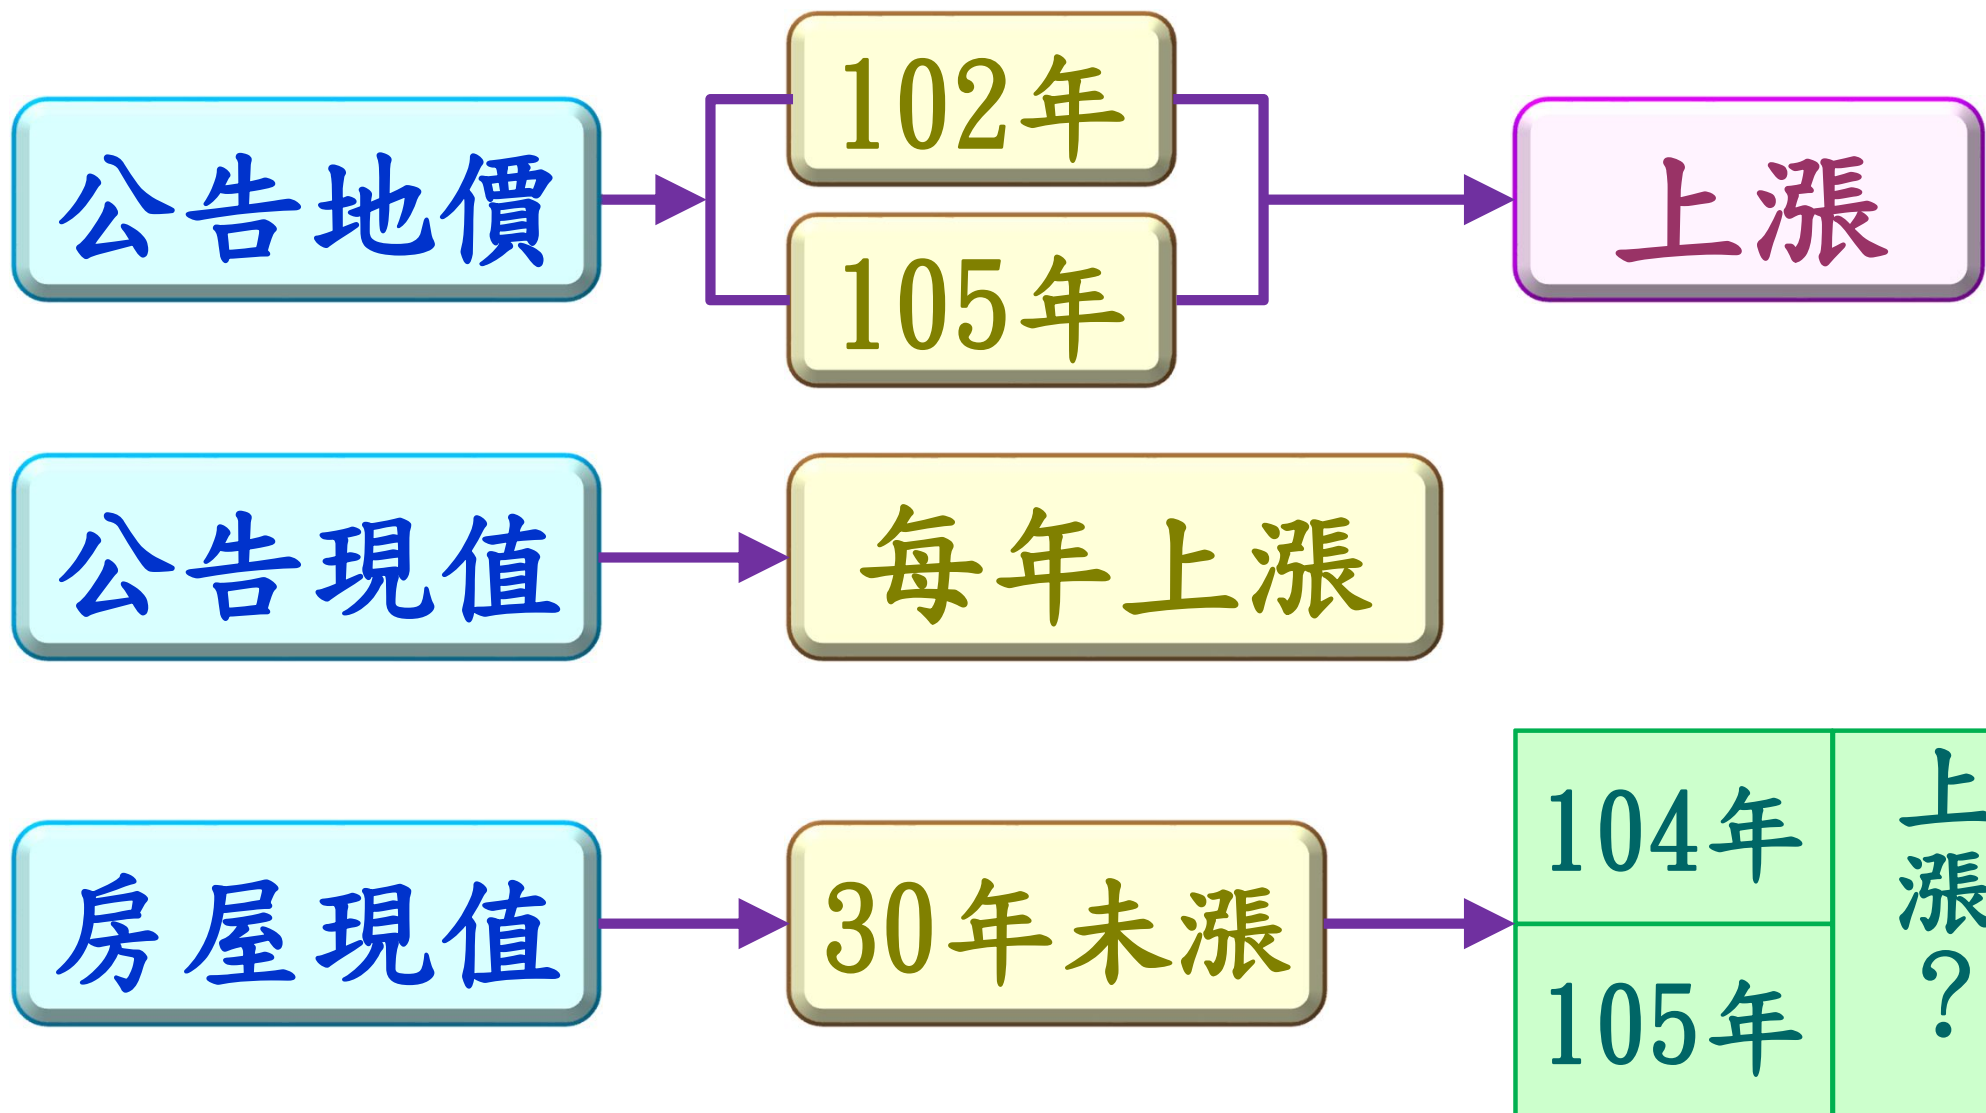 公告地價
102年
105年
上漲
公告現值
每年上漲
房屋現值
30年未漲
104年
105年
上漲？